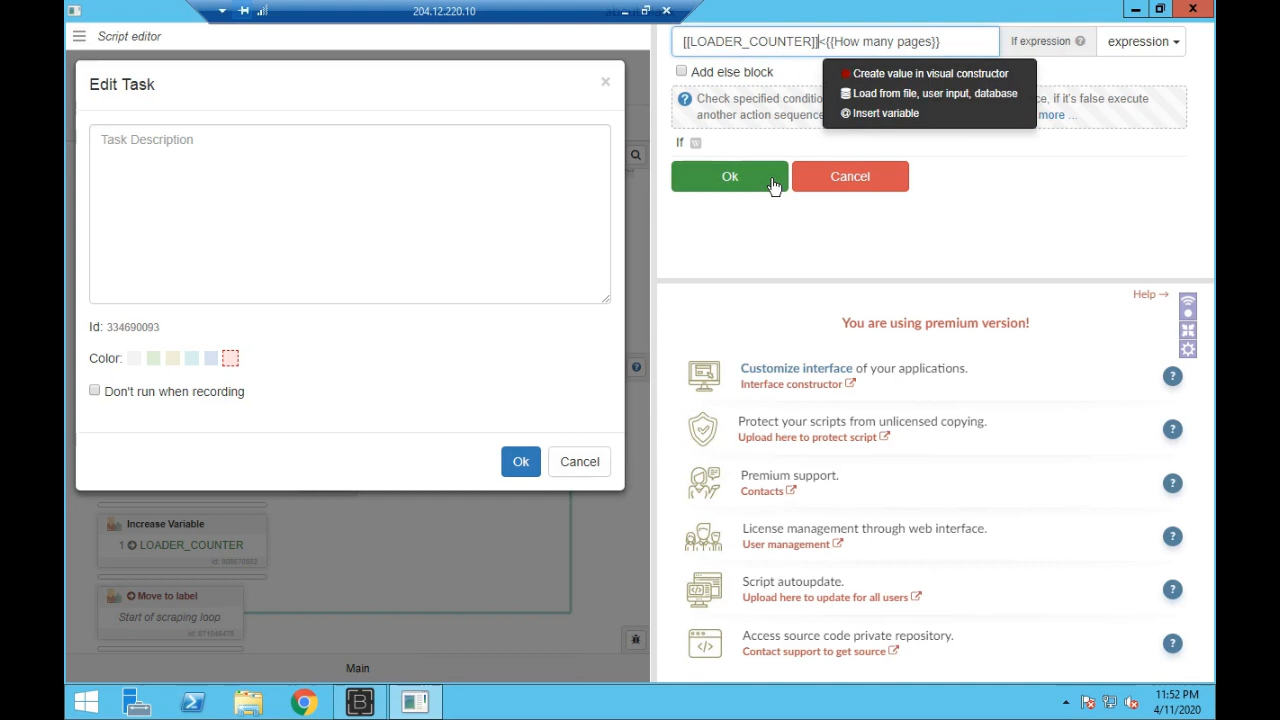 204.12.220.10
Script editor
Edit Task
×
Task Description
Id: 334690093
Color:
Don't run when recording
Ok
Cancel
Increase Variable
1 LOADER_COUNTER
Move to label
Start of scraping loop
Main
[[LOADER_COUNTER]]<{{How many pages}}
If expression
expression
Add else block
Create value in visual constructor
Load from file, user input, database
Insert variable
Check specified conditio
e, if it's false execute
another action sequence
more ...
If W
Ok
Cancel
Help →
You are using premium version!
Customize interface of your applications.
Interface constructor
Protect your scripts from unlicensed copying.
Upload here to protect script
Premium support.
Contacts
License management through web interface.
User management
Script autoupdate.
Upload here to update for all users
Access source code private repository.
Contact support to get source
11:52 PM
4/11/2020